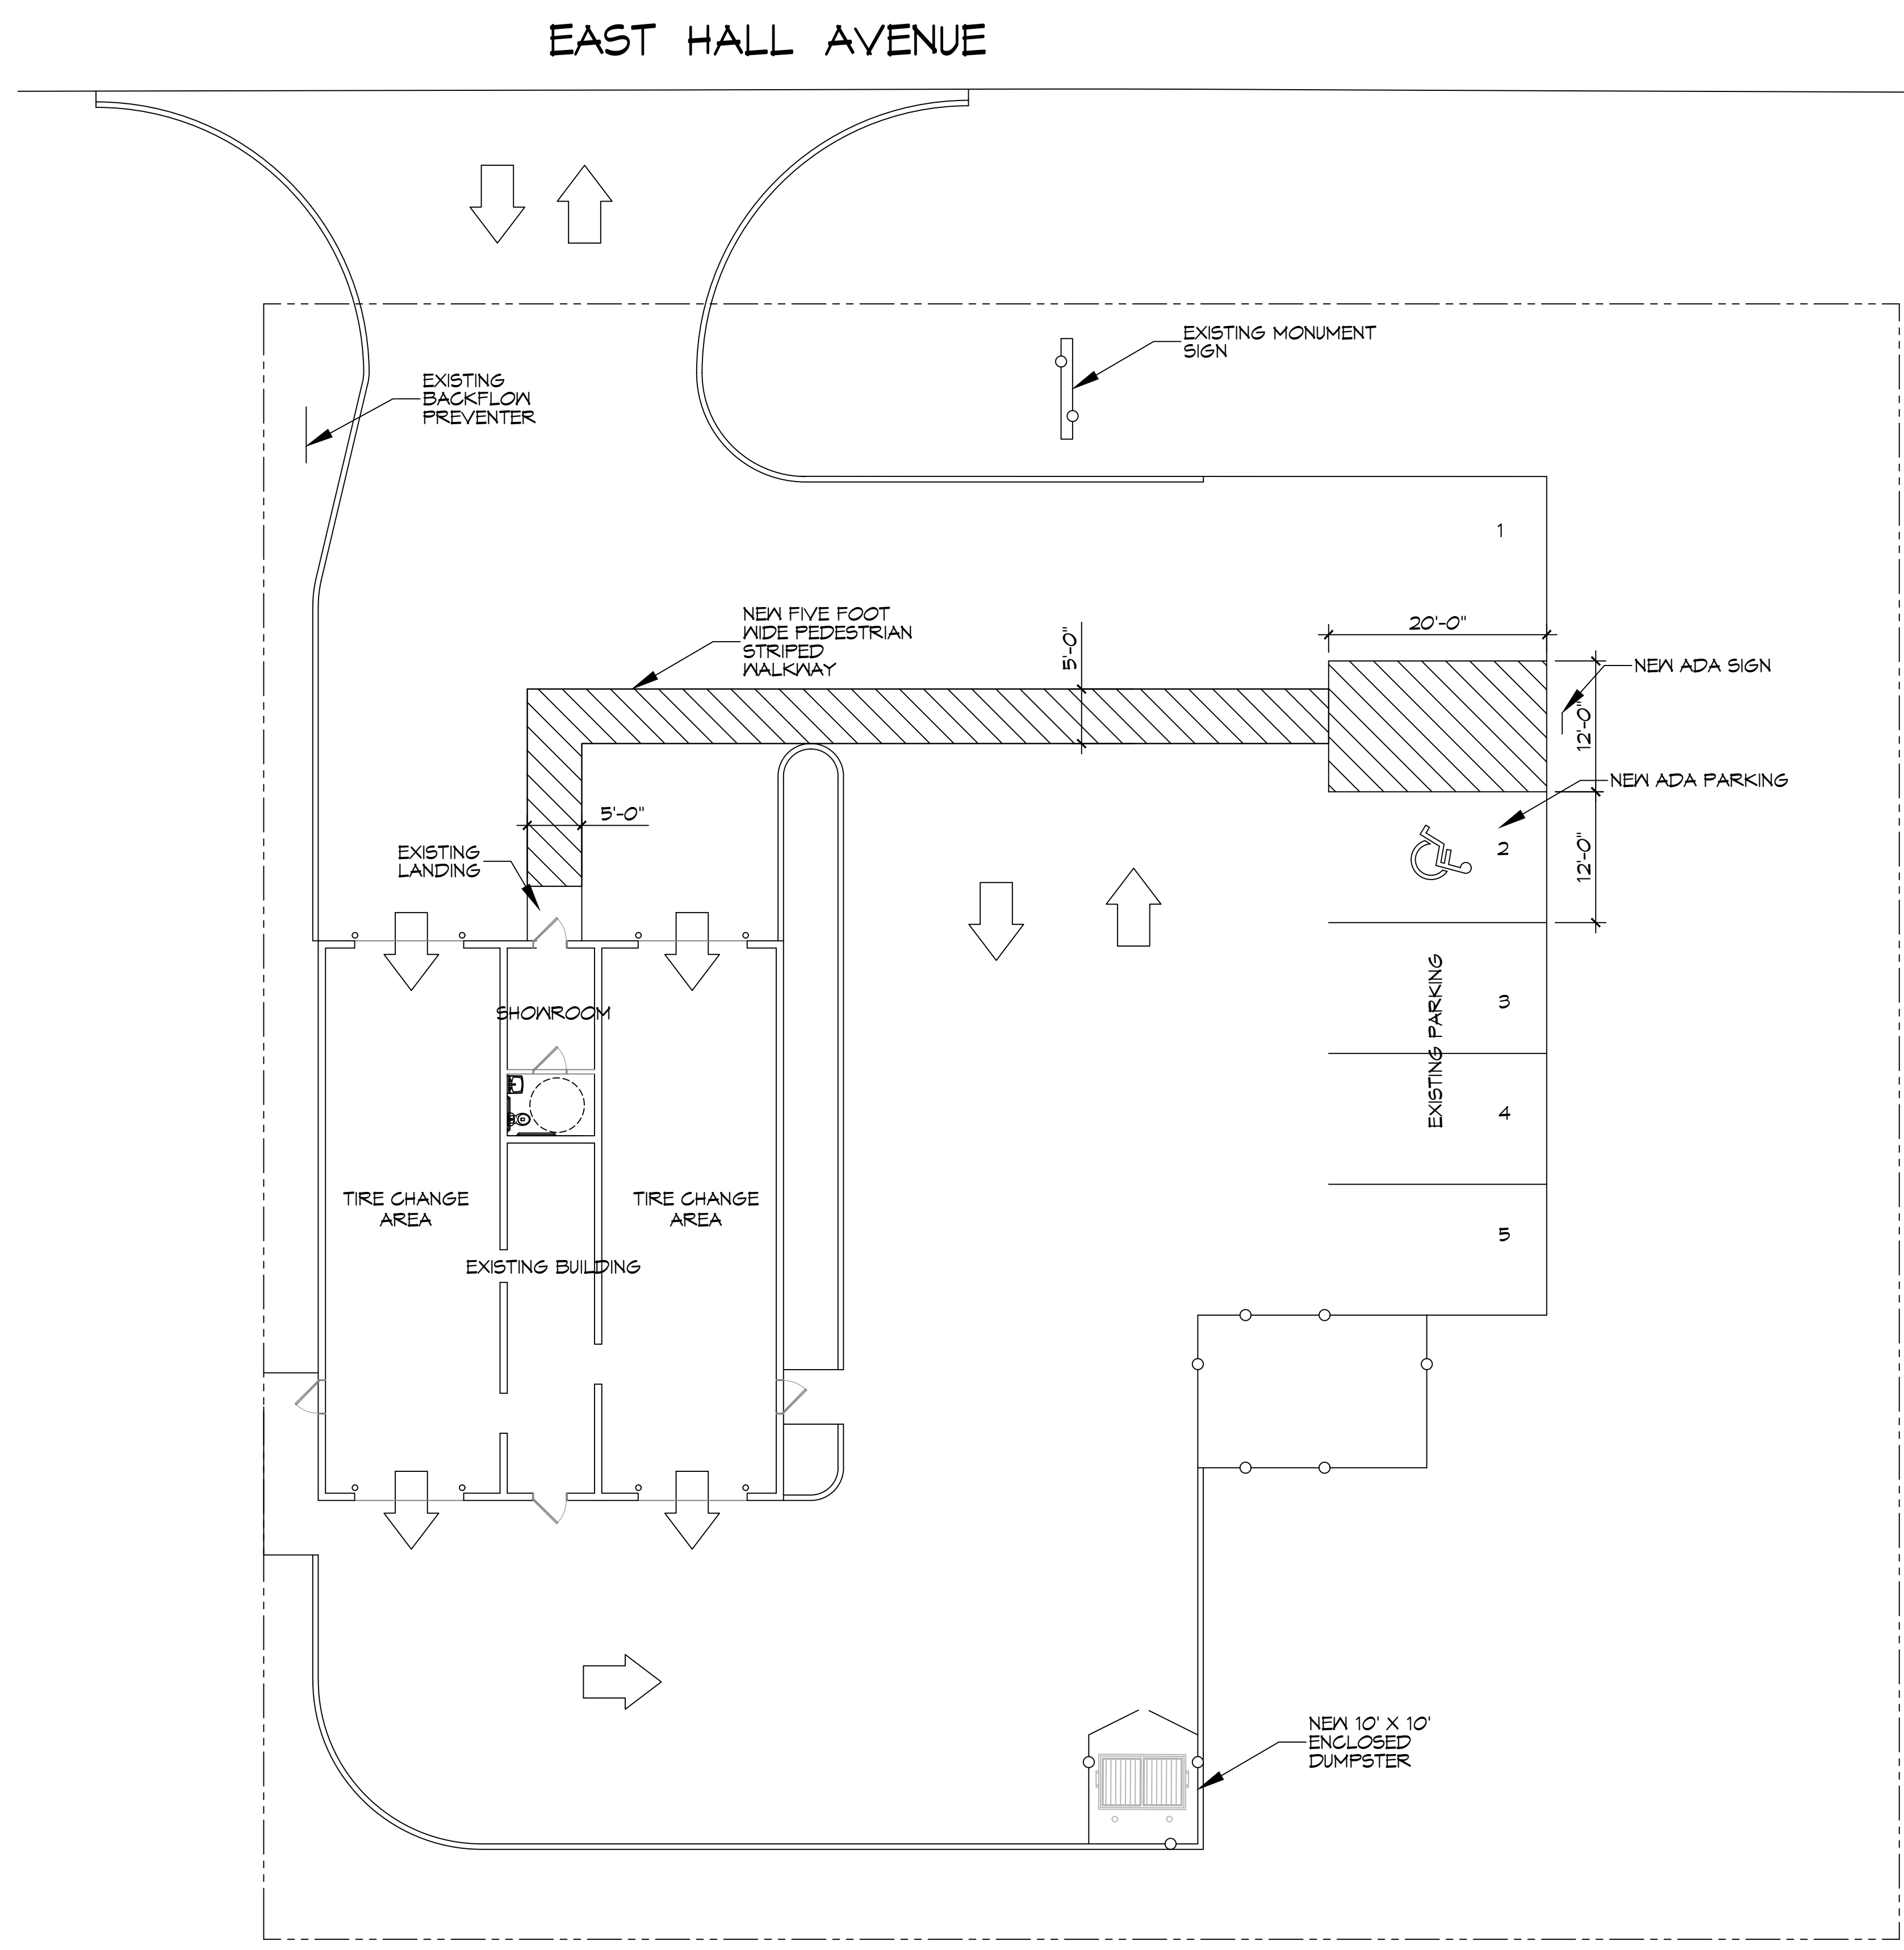 EAST HALL AVENUE
EXISTING MONUMENT
SIGN
EXISTING
BACKFLOW
PREVENTER
1
NEW FIVE FOOT
WIDE PEDESTRIAN
STRIPED
WALKWAY
5'-0"
20'-0"
NEW ADA SIGN
12'-0"
NEW ADA PARKING
5'-0"
2
12'-0"
EXISTING
LANDING
EXISTING PARKING
3
SHOWROOM
4
TIRE CHANGE
AREA
TIRE CHANGE
AREA
5
EXISTING BUILDING
NEW 10' X 10'
ENCLOSED
DUMPSTER